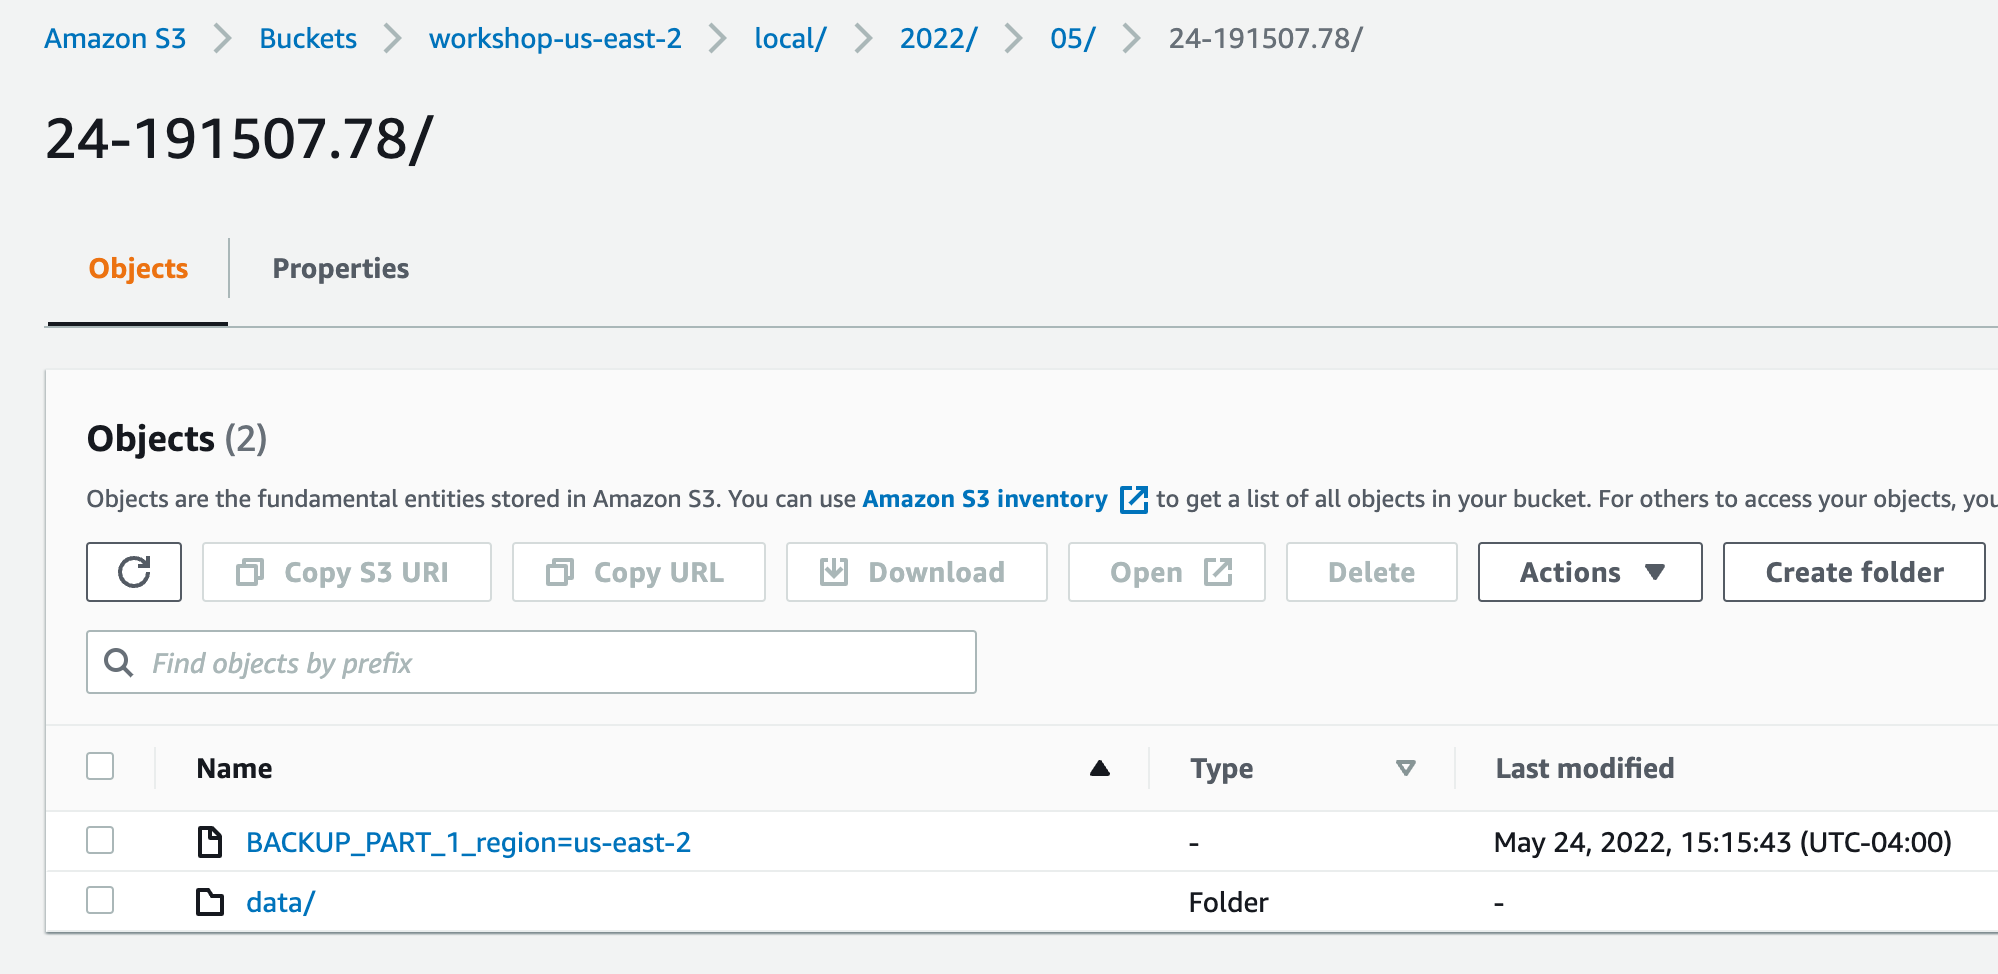 Amazon S3 > Buckets > workshop-us-east-2 > local/ > 2022/ > 05/ > 24-191507.78/
24-191507.78/
Objects Properties
Objects (2)
Objects are the fundamental entities stored in Amazon S3. You can use Amazon S3 inventory to get a list of all objects in your bucket. For others to access your objects, you
Copy S3 URI Copy URL Download Open Delete Actions Create folder
Find objects by prefix
Name Type Last modified
BACKUP_PART_1_region=us-east-2 - May 24, 2022, 15:15:43 (UTC-04:00)
data/ Folder -